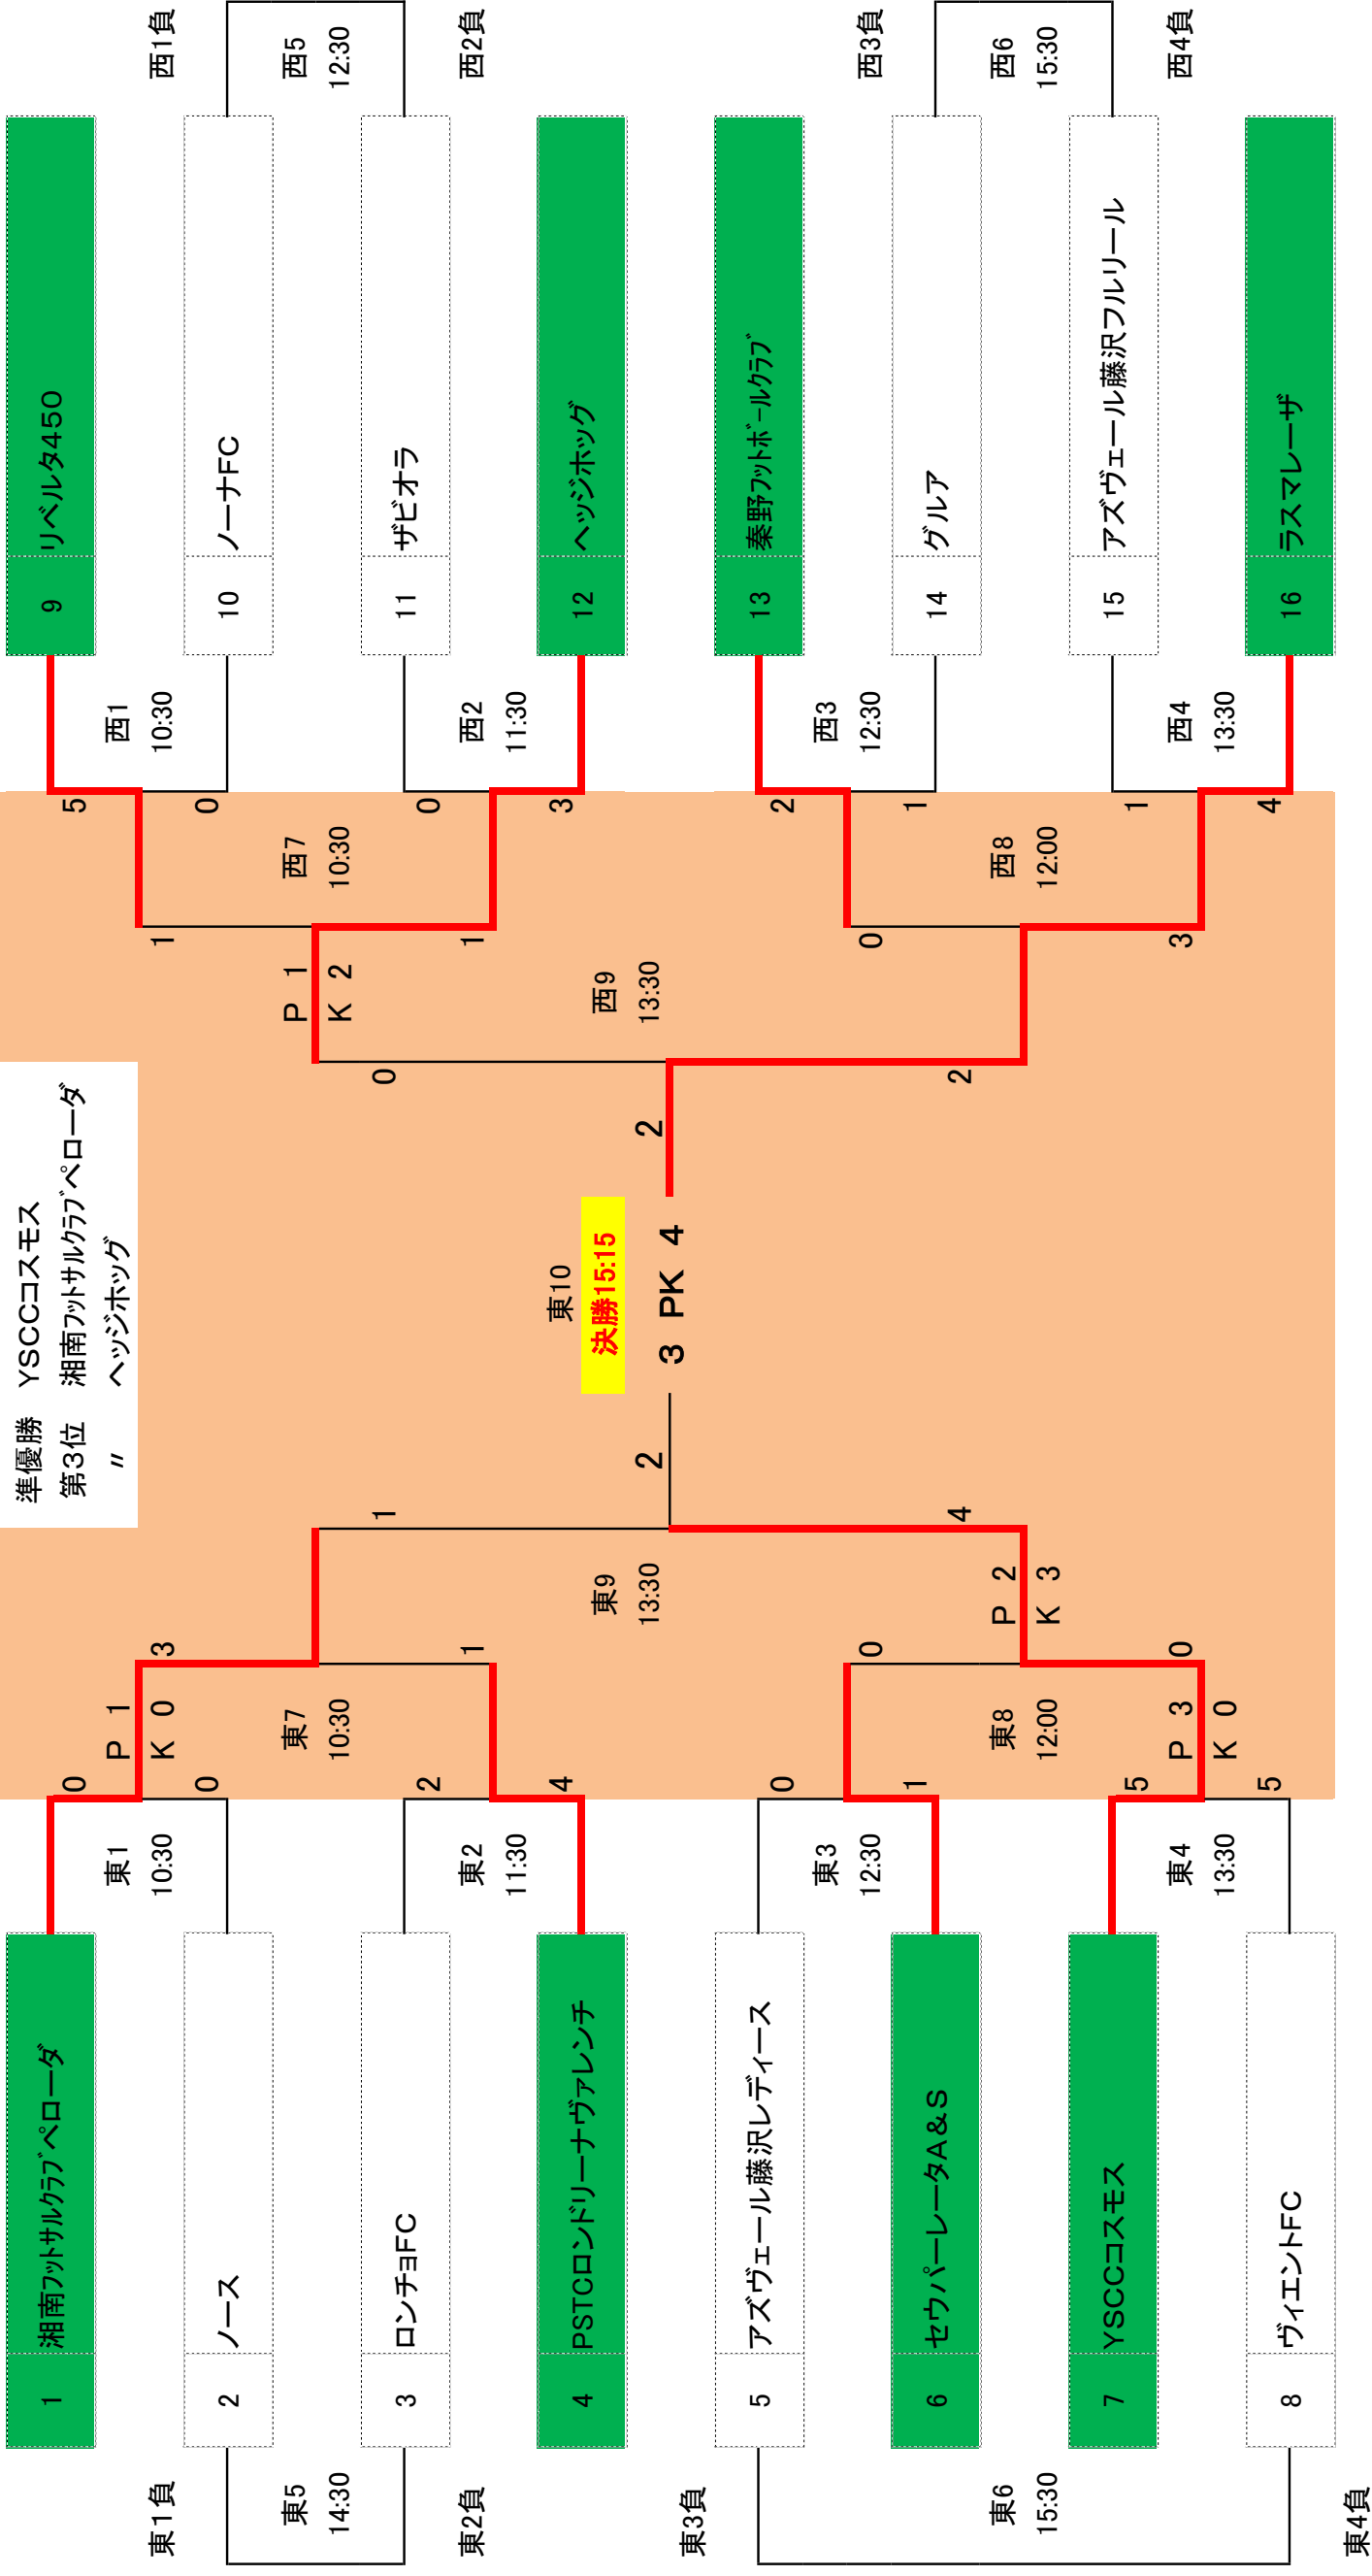 準優勝 YSCCコスモス
第3位 湘南フットサルクラブペローダ
〃 ヘッジホッグ
東1負
東5
14:30
東2負
東3負
東6
15:30
東4負
1 湘南フットサルクラブペローダ
2 ノース
3 ロンチョFC
4 PSTCロンドリーナヴァレンチ
5 アズヴェール藤沢レディース
6 セウパーレータA&S
7 YSCCコスモス
8 ヴィエントFC
東1
10:30
東2
11:30
東3
12:30
東4
13:30
0
0
2
4
0
1
5
5
P 1
K 0
P 3
K 0
東7
10:30
東8
12:00
3
1
0
0
P 2
K 3
東9
13:30
1
4
2
東10
決勝15:15
3 PK 4
2
0
2
西9
13:30
P 1
K 2
1
1
0
3
西7
10:30
西8
12:00
5
0
0
3
2
1
1
4
西1
10:30
西2
11:30
西3
12:30
西4
13:30
9 リベルタ450
10 ノーナFC
11 ザビオラ
12 ヘッジホッグ
13 秦野フットボールクラブ
14 グルア
15 アズヴェール藤沢フルリール
16 ラスマレーザ
西1負
西5
12:30
西2負
西3負
西6
15:30
西4負